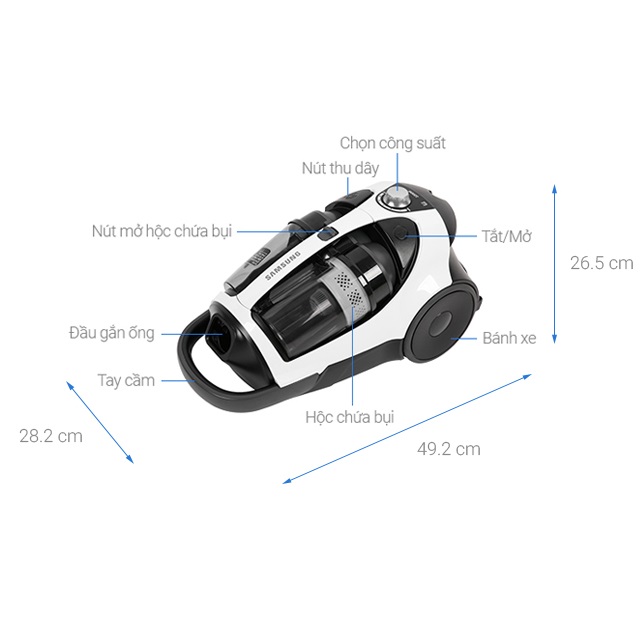 Chọn công suất
Nút thu dây
Nút mở hộc chứa bụi
Tắt/Mở
SAMSUNG
26.5 cm
Đầu gắn ống
Bánh xe
Tay cầm
Hộc chứa bụi
28.2 cm
49.2 cm